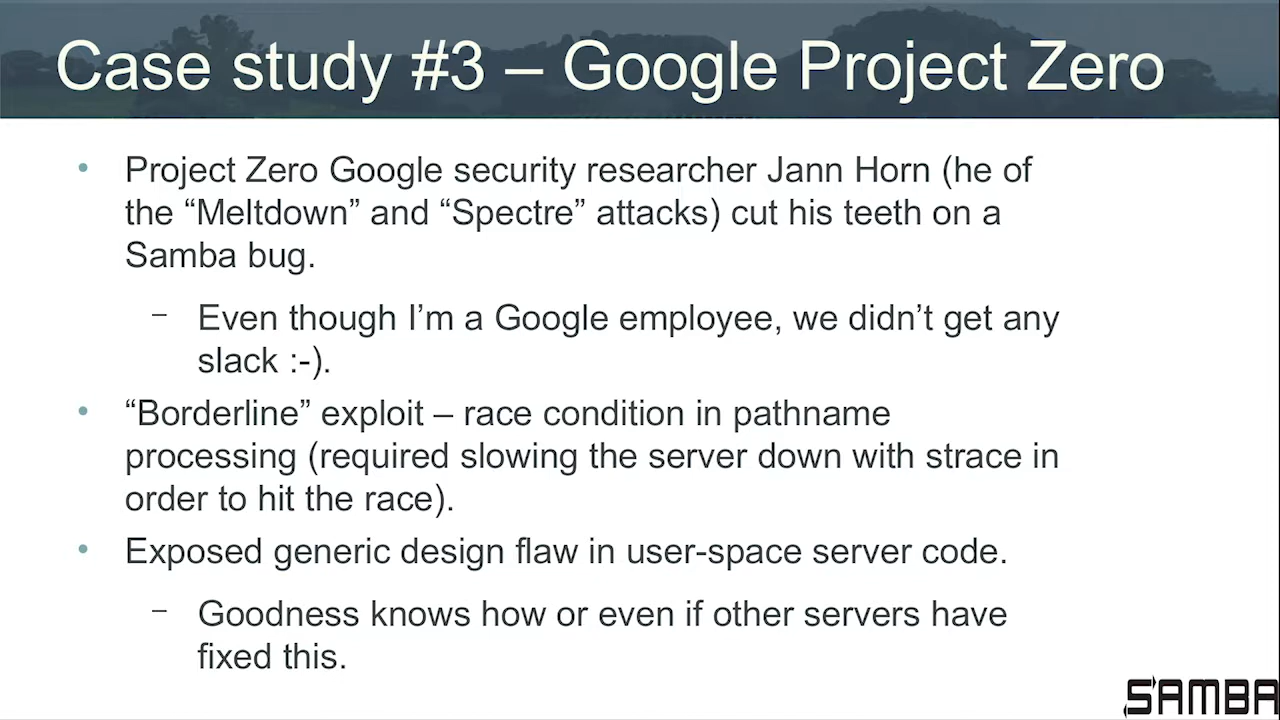 Case study #3 – Google Project Zero
• Project Zero Google security researcher Jann Horn (he of
the “Meltdown” and “Spectre” attacks) cut his teeth on a
Samba bug.
– Even though I’m a Google employee, we didn’t get any
slack :-).
• “Borderline” exploit – race condition in pathname
processing (required slowing the server down with strace in
order to hit the race).
• Exposed generic design flaw in user-space server code.
– Goodness knows how or even if other servers have
fixed this.
SAMBA